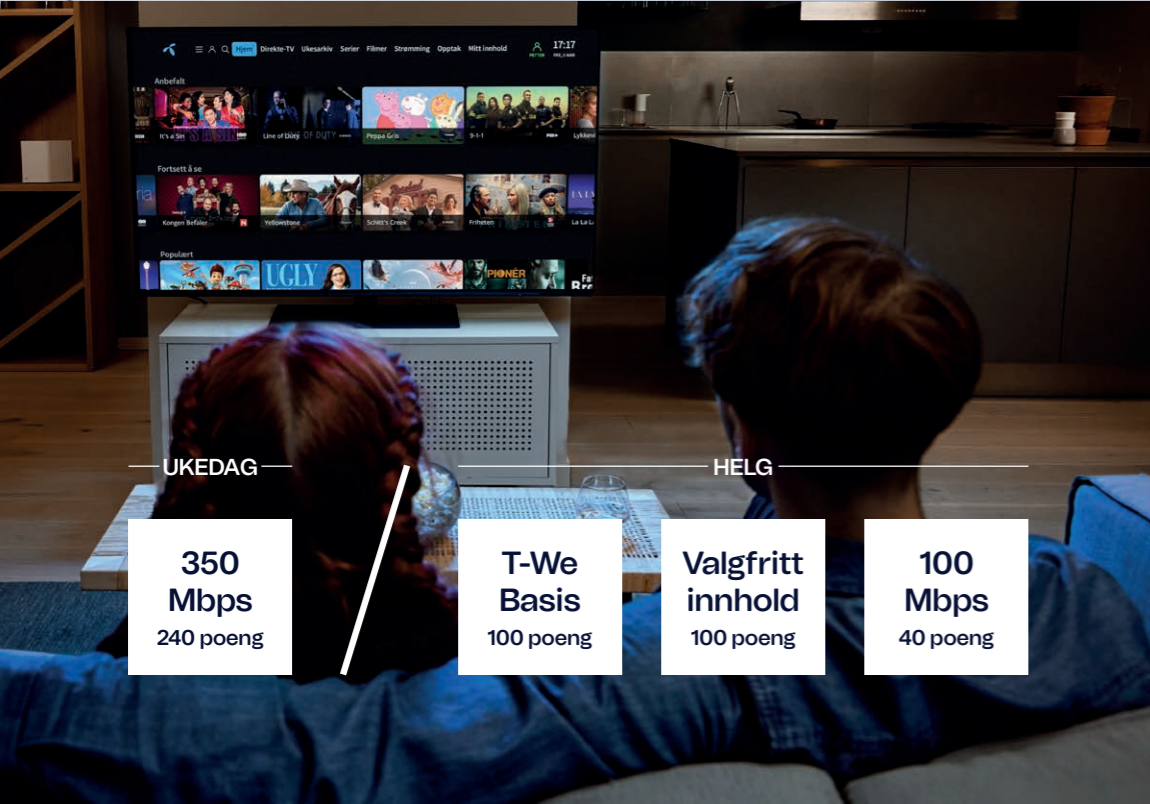 Hjem Direkte-TV Ukesarkiv Serier Filmer Strømming Opptak Mitt innhold 17:17
Anbefalt
It's a Sin
Line of Duty
Peppa Gris
9-1-1
Fortsett å se
Kongen Befaler
Yellowstone
Schitt's Creek
Friheten
La La L
Populært
UGLY
PIONÉR
UKEDAG
HELG
350
Mbps
240 poeng
T-We
Basis
100 poeng
Valgfritt
innhold
100 poeng
100
Mbps
40 poeng